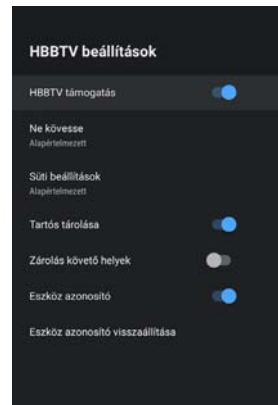 HBBTV beállítások
HBBTV támogatás
Ne kövesse
Alapértelmezett
Süti beállítások
Alapértelmezett
Tartós tárolása
Zárolás követő helyek
Eszköz azonosító
Eszköz azonosító visszaállítása